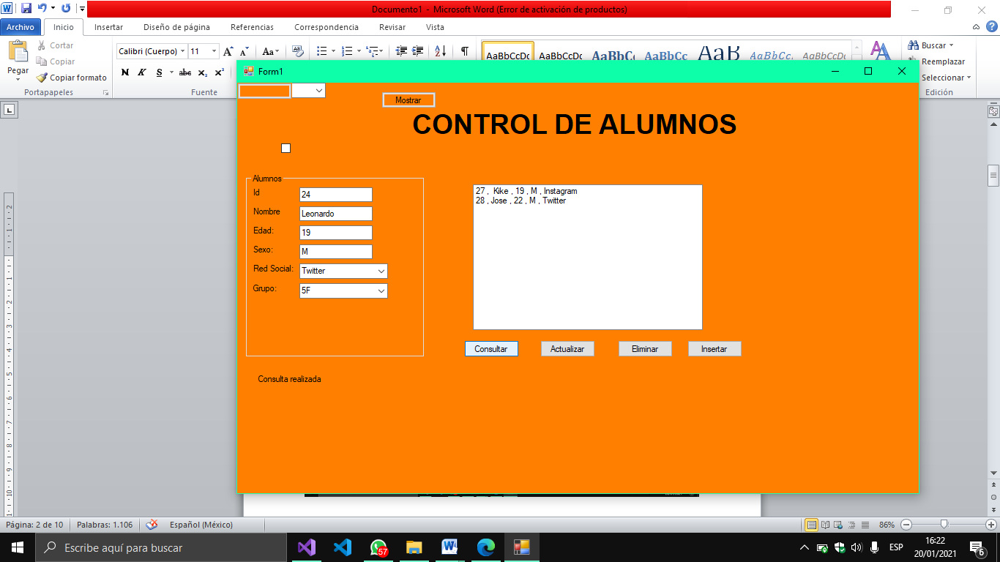 Documento1 - Microsoft Word (Error de activación de productos)
Archivo Inicio Insertar Diseño de página Referencias Correspondencia Revisar Vista
Pegar
Cortar
Copiar
Copiar formato
Portapapeles
Calibri (Cuerpo) 11
N K S abc x₂ x²
Fuente
AaBbCcDc AaBbCcDc AaBbC AaBbCc AaB AaBbCc. AaBbCcDc
Buscar
Reemplazar
Seleccionar
Edición
Form1
Mostrar
CONTROL DE ALUMNOS
Alumnos
Id 24
Nombre Leonardo
Edad: 19
Sexo: M
Red Social: Twitter
Grupo: 5F
27 , Kike , 19 , M , Instagram
28 , Jose , 22 , M , Twitter
Consultar Actualizar Eliminar Insertar
Consulta realizada
Página: 2 de 10 Palabras: 1.106 Español (México) 86%
Escribe aquí para buscar
57
ESP
16:22
20/01/2021
6